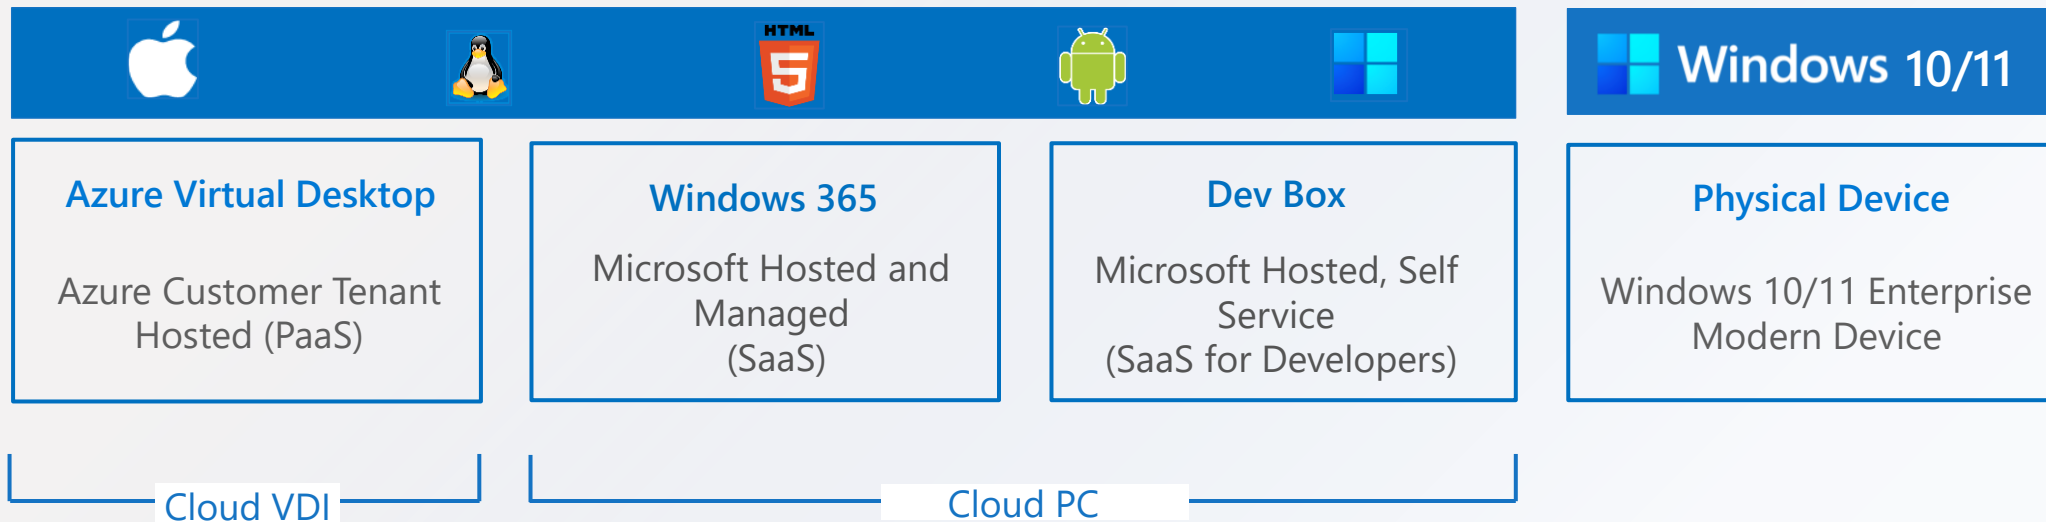 HTML
5
Windows 10/11
Azure Virtual Desktop
Azure Customer Tenant
Hosted (PaaS)
Windows 365
Microsoft Hosted and
Managed
(SaaS)
Dev Box
Microsoft Hosted, Self
Service
(SaaS for Developers)
Physical Device
Windows 10/11 Enterprise
Modern Device
Cloud VDI
Cloud PC